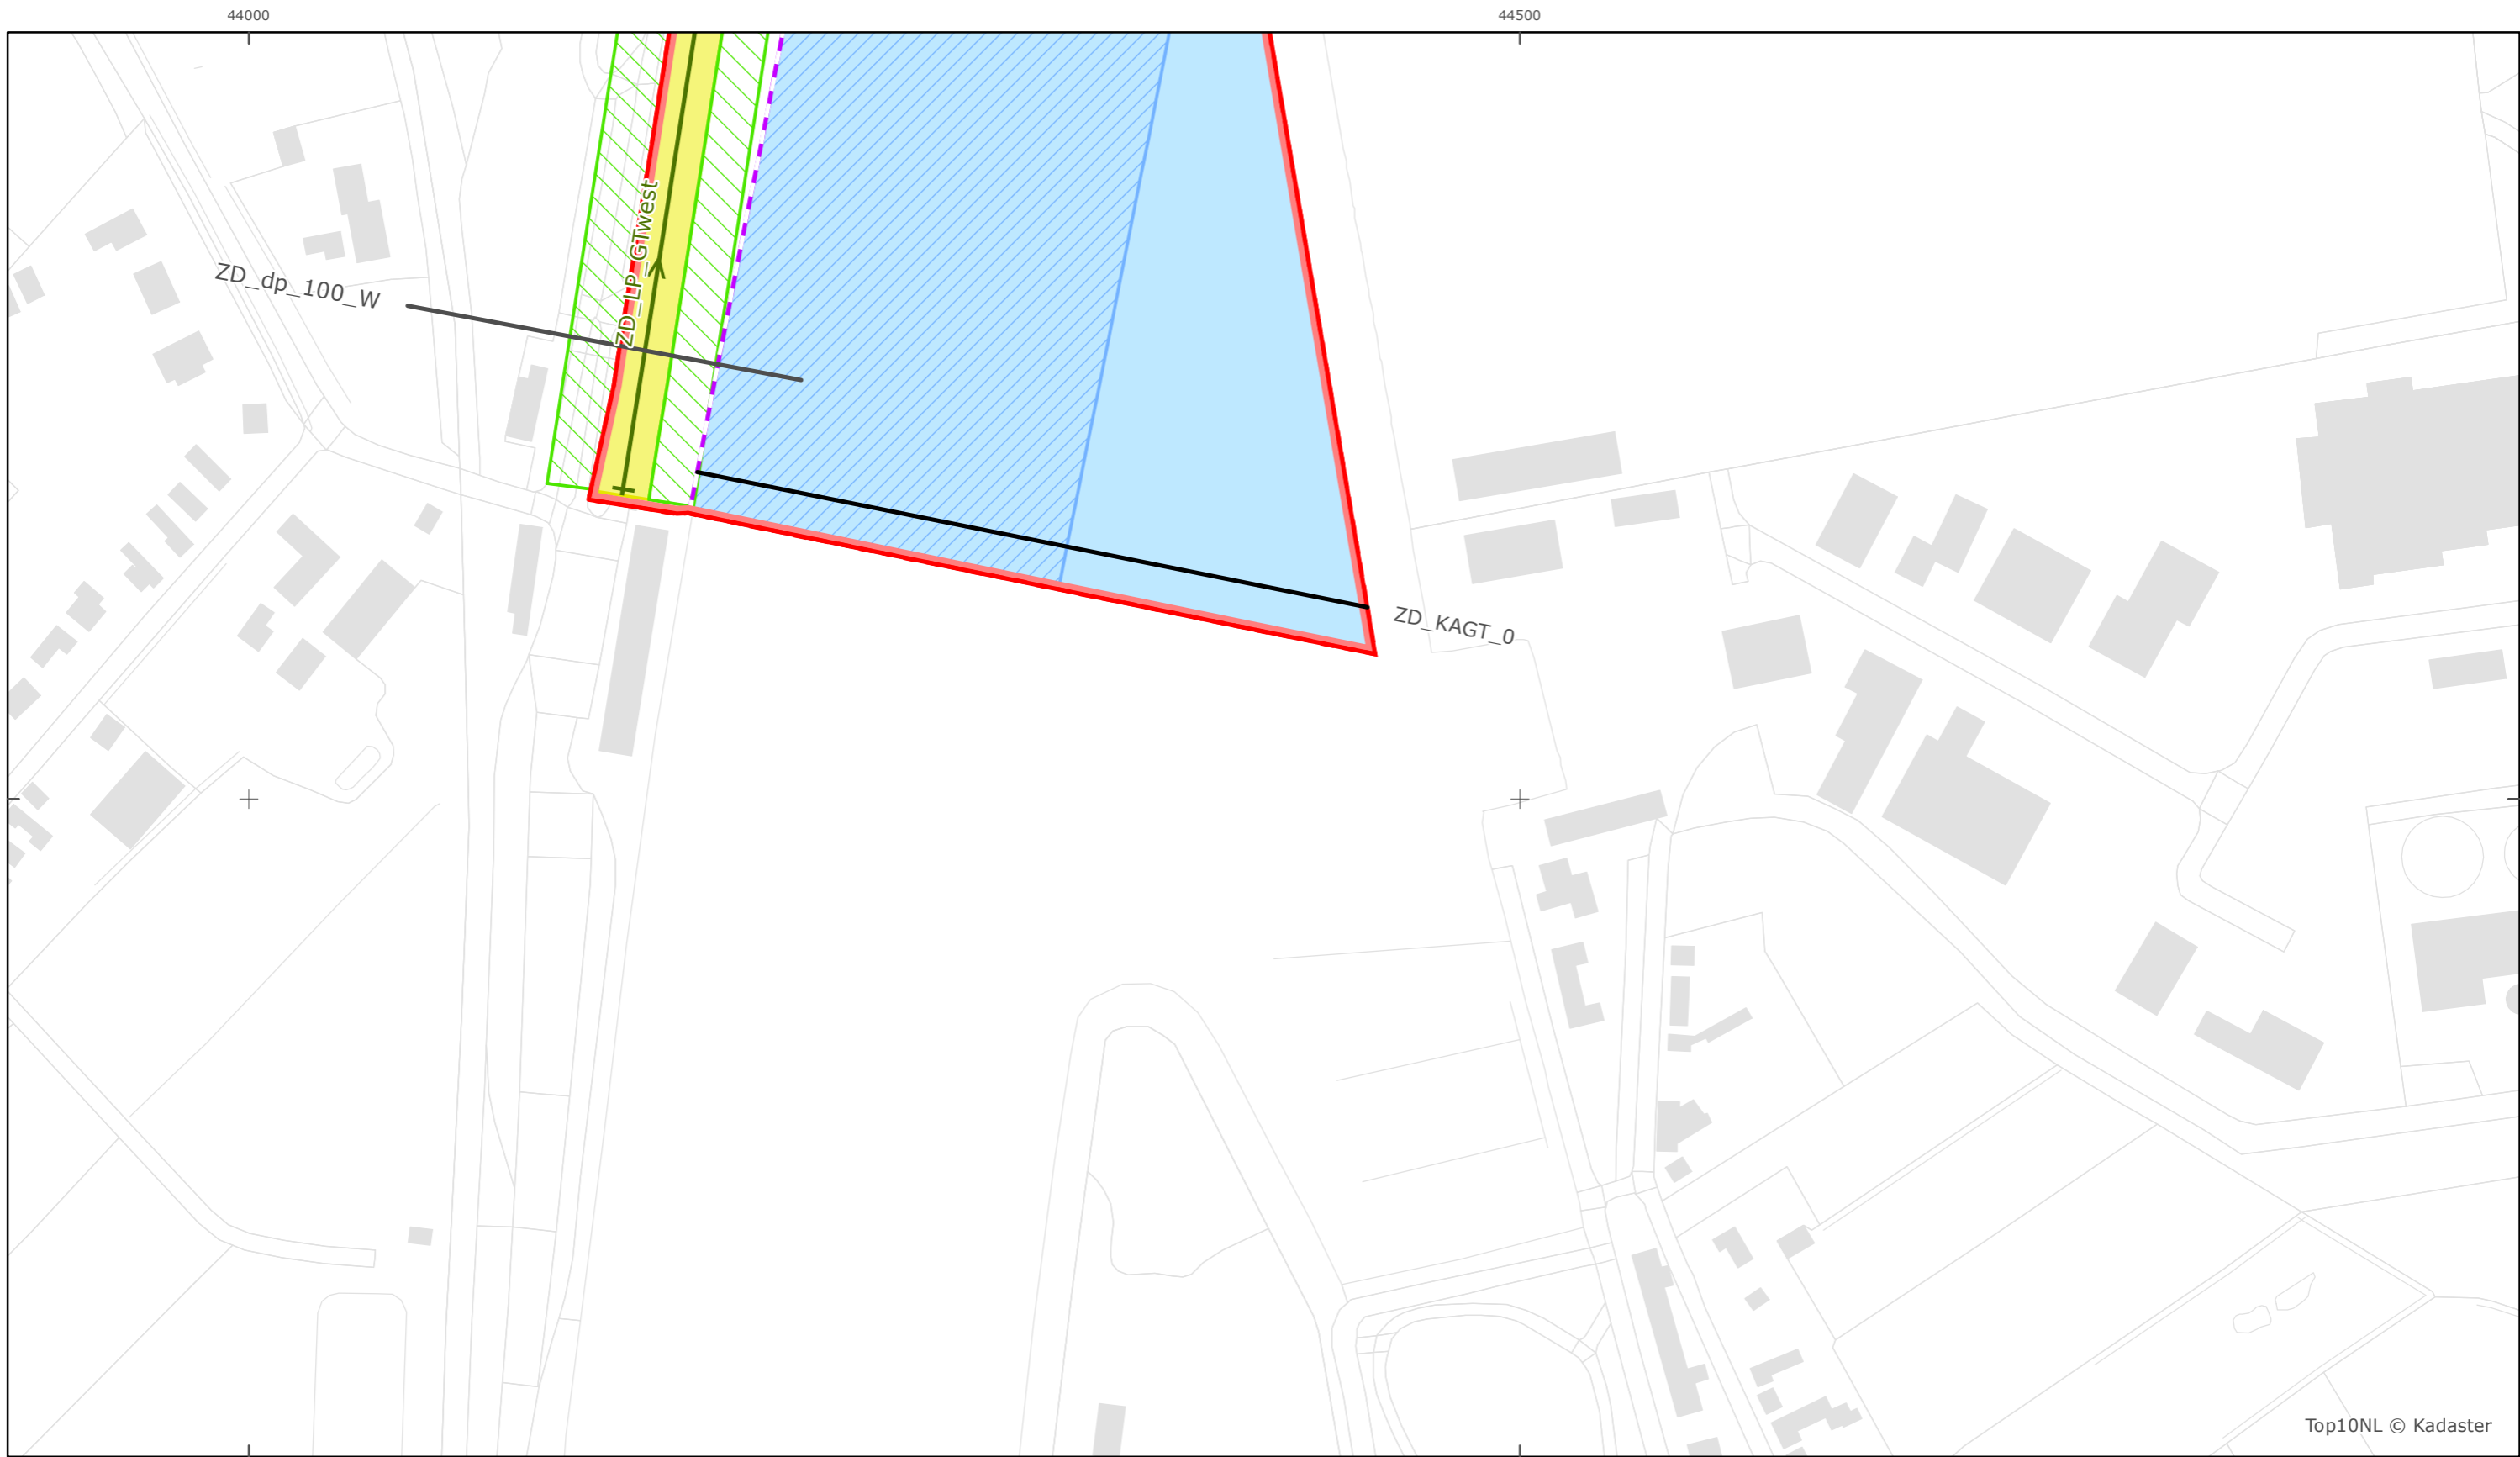 44000
44500
ZD_LP_GTwest
ZD_dp_100_W
ZD_KAGT_0
Top10NL © Kadaster